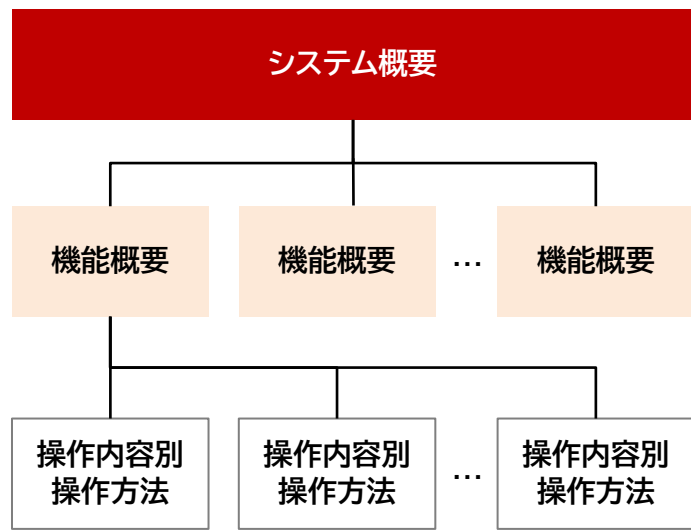 システム概要
機能概要 機能概要 … 機能概要
操作内容別 操作内容別 … 操作内容別
操作方法 操作方法 操作方法